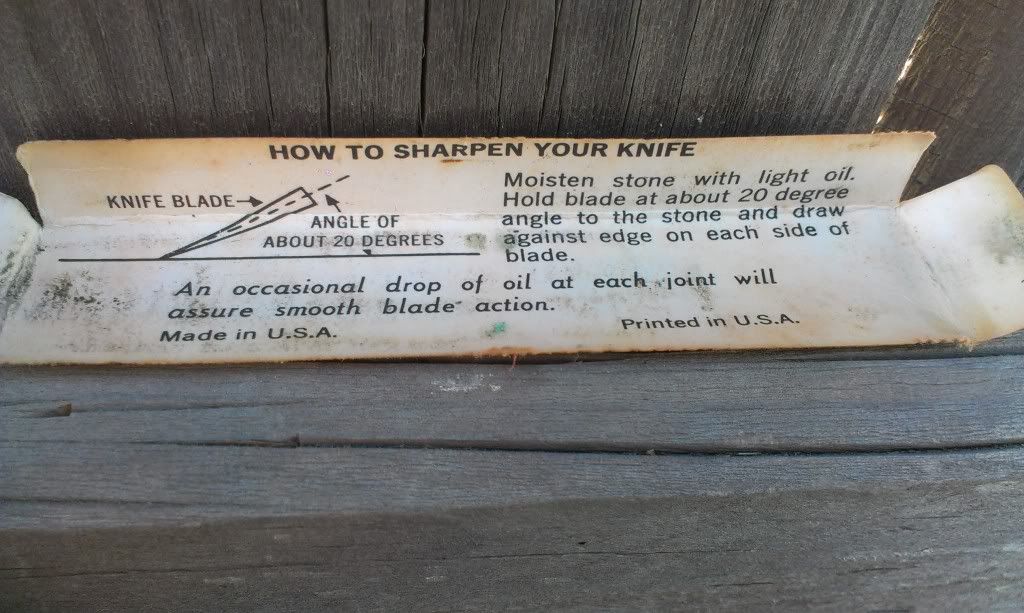 HOW TO SHARPEN YOUR KNIFE
KNIFE BLADE
ANGLE OF
ABOUT 20 DEGREES
Moisten stone with light oil.
Hold blade at about 20 degree
angle to the stone and draw
against edge on each side of
blade.
An occasional drop of oil at each joint will
assure smooth blade action.
Made in U.S.A.
Printed in U.S.A.